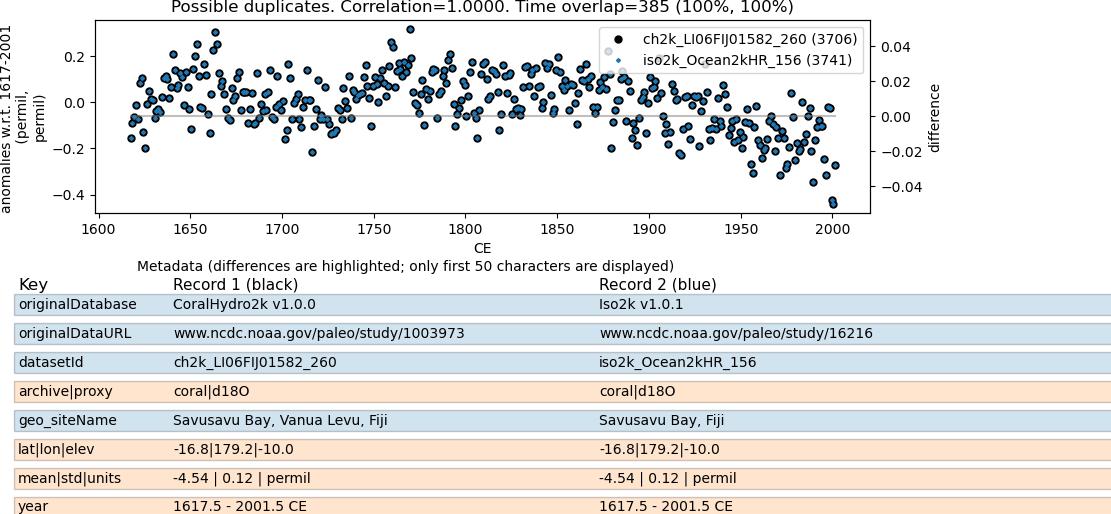 Possible duplicates. Correlation=1.0000. Time overlap=385 (100%, 100%)
anomalies w.r.t. 1617-2001
(permil,
permil)
0.2
0.0
−0.2
−0.4
ch2k_LI06FIJ01582_260 (3706)
iso2k_Ocean2kHR_156 (3741)
0.04
0.02
0.00
−0.02
−0.04
difference
1600 1650 1700 1750 1800 1850 1900 1950 2000
CE
Metadata (differences are highlighted; only first 50 characters are displayed)
Key Record 1 (black) Record 2 (blue)
originalDatabase CoralHydro2k v1.0.0 Iso2k v1.0.1
originalDataURL www.ncdc.noaa.gov/paleo/study/1003973 www.ncdc.noaa.gov/paleo/study/16216
datasetId ch2k_LI06FIJ01582_260 iso2k_Ocean2kHR_156
archive|proxy coral|d18O coral|d18O
geo_siteName Savusavu Bay, Vanua Levu, Fiji Savusavu Bay, Fiji
lat|lon|elev -16.8|179.2|-10.0 -16.8|179.2|-10.0
mean|std|units -4.54 | 0.12 | permil -4.54 | 0.12 | permil
year 1617.5 - 2001.5 CE 1617.5 - 2001.5 CE